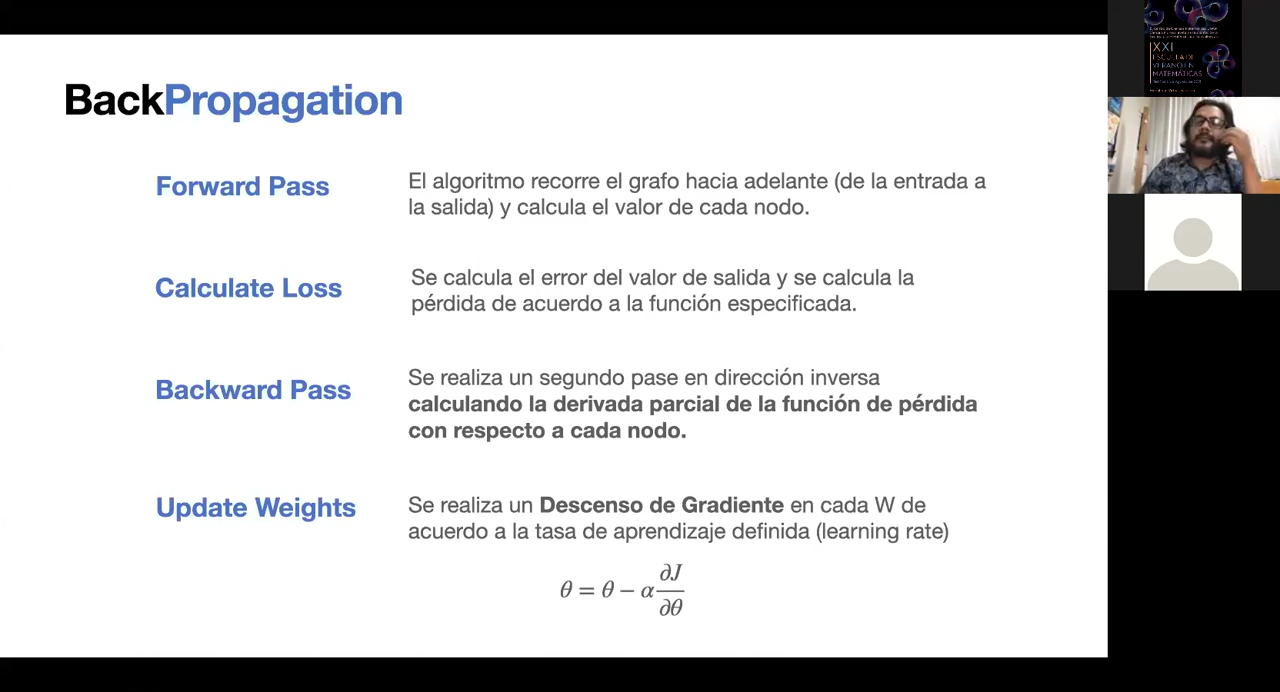 BackPropagation
Forward Pass
El algoritmo recorre el grafo hacia adelante (de la entrada a
la salida) y calcula el valor de cada nodo.
Calculate Loss
Se calcula el error del valor de salida y se calcula la
pérdida de acuerdo a la función especificada.
Backward Pass
Se realiza un segundo pase en dirección inversa
calculando la derivada parcial de la función de pérdida
con respecto a cada nodo.
Update Weights
Se realiza un Descenso de Gradiente en cada W de
acuerdo a la tasa de aprendizaje definida (learning rate)
θ = θ − α ∂J/∂θ
XXI
ESCUELA DE
VERANO EN
MATEMÁTICAS